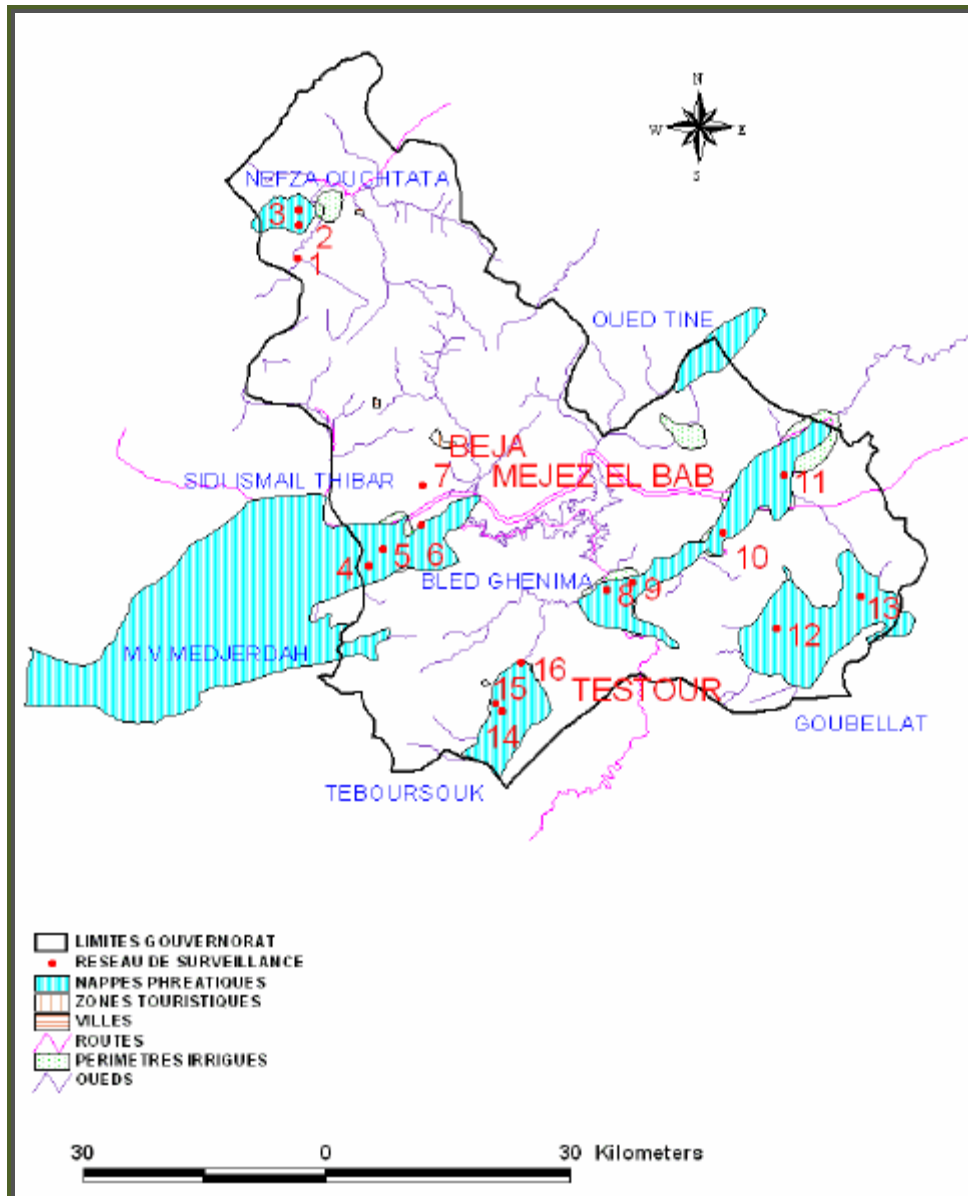 N
W E
S
NEFZA OUCHTATA
3
2
1
OUED TINE
BEJA
7
MEJEZ EL BAB
11
SIDI ISMAIL THIBAR
10
4 5 6
BLED GHENIMA
8 9
13
12
M.V.MEDJERDAH
16
15
TESTOUR
14
GOUBELLAT
TEBOURSOUK
LIMITES GOUVERNORAT
RESEAU DE SURVEILLANCE
NAPPES PHREATIQUES
ZONES TOURISTIQUES
VILLES
ROUTES
PERIMETRES IRRIGUES
OUEDS
30 0 30 Kilometers